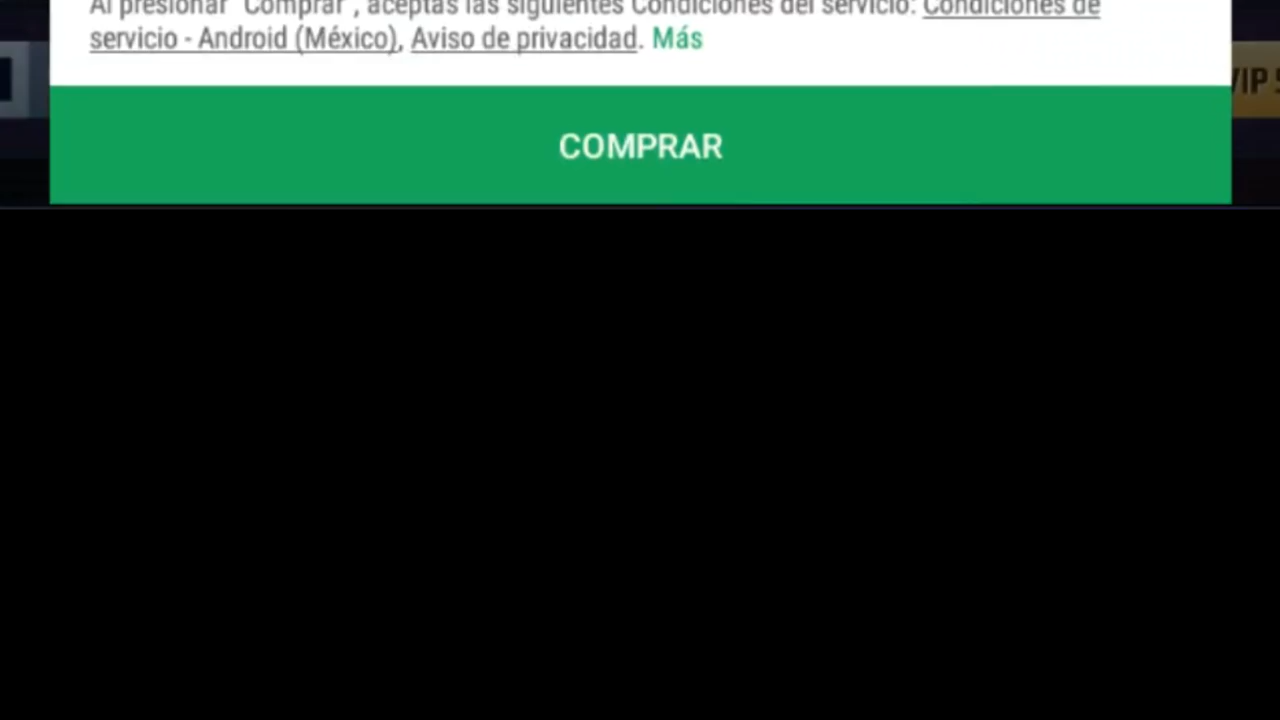 Al presionar "Comprar", aceptas las siguientes Condiciones del servicio: Condiciones de
servicio - Android (México), Aviso de privacidad. Más
VIP
COMPRAR